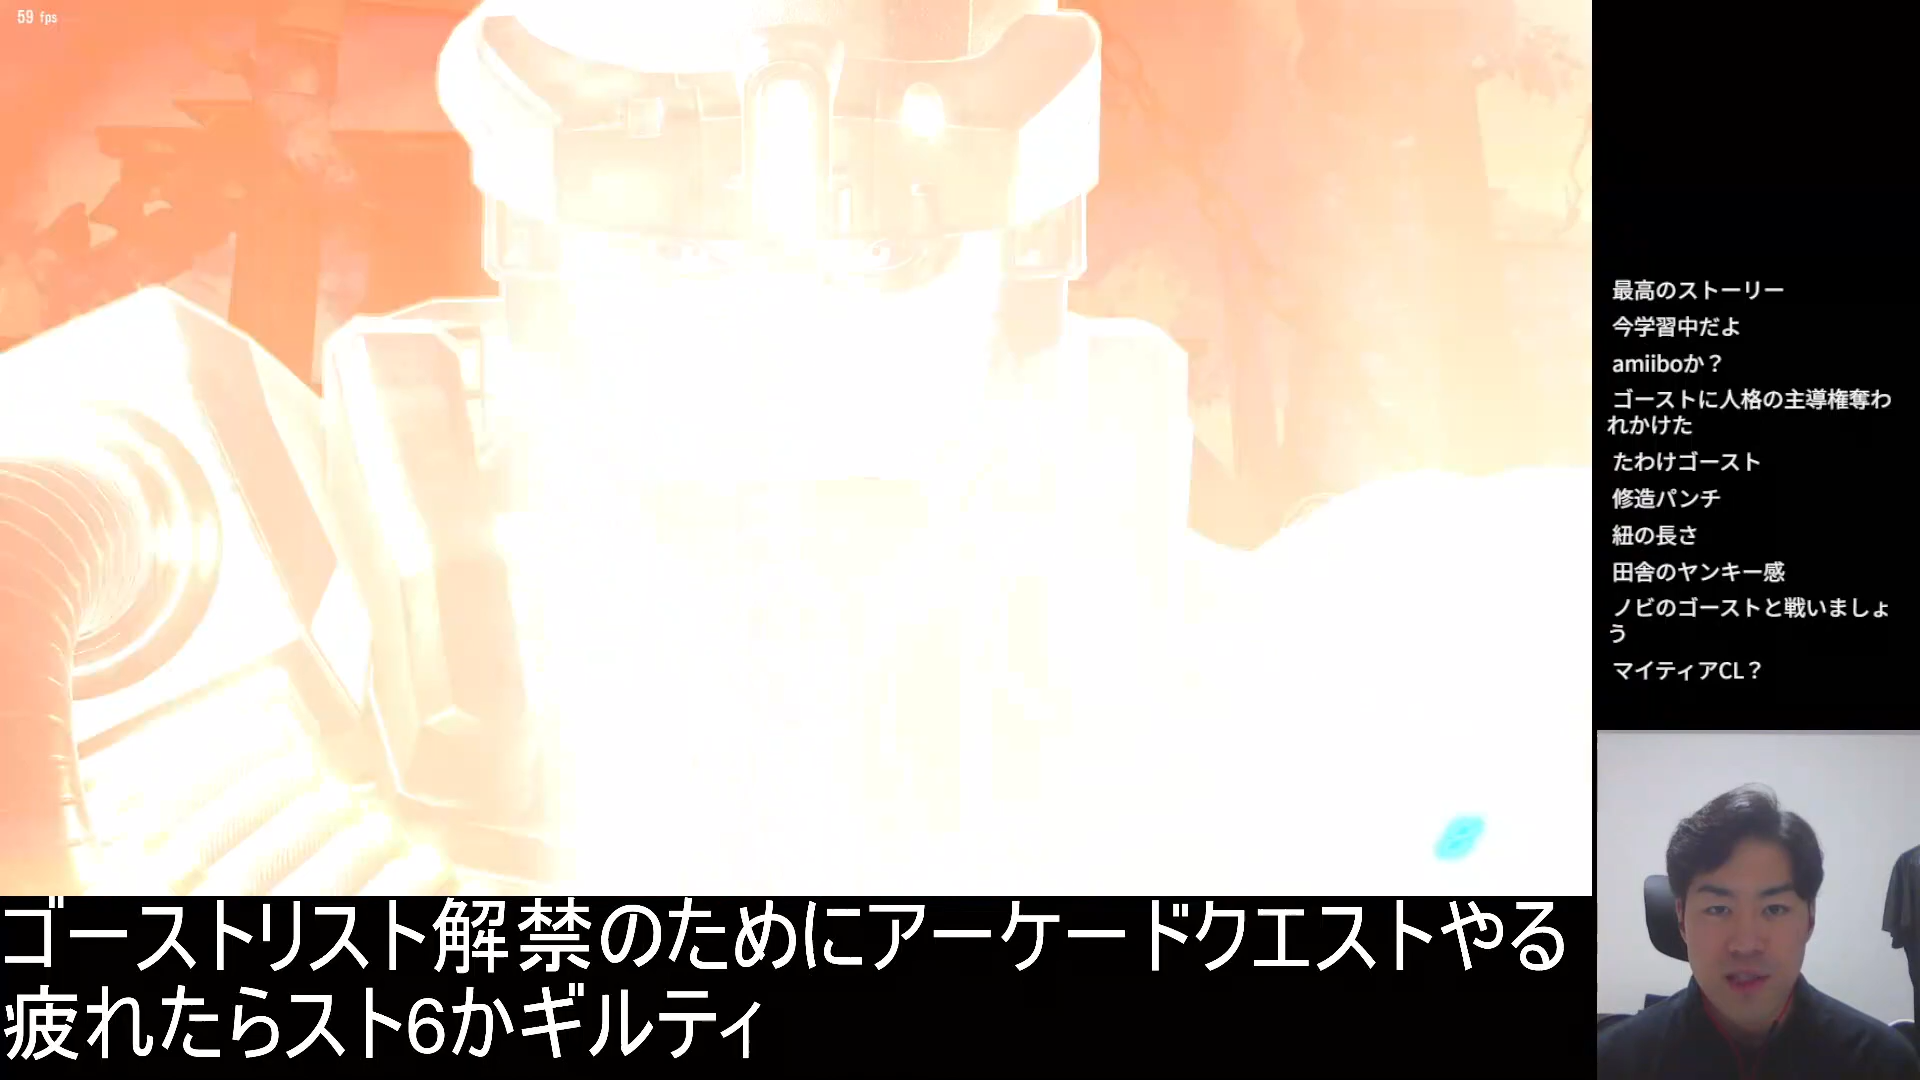 59 fps
最高のストーリー
今学習中だよ
amiiboか？
ゴーストに人格の主導権奪わ
れかけた
たわけゴースト
修造パンチ
紐の長さ
田舎のヤンキー感
ノビのゴーストと戦いましょ
う
マイティアCL？
ゴーストリスト解禁のためにアーケードクエストやる
疲れたらスト6かギルティ